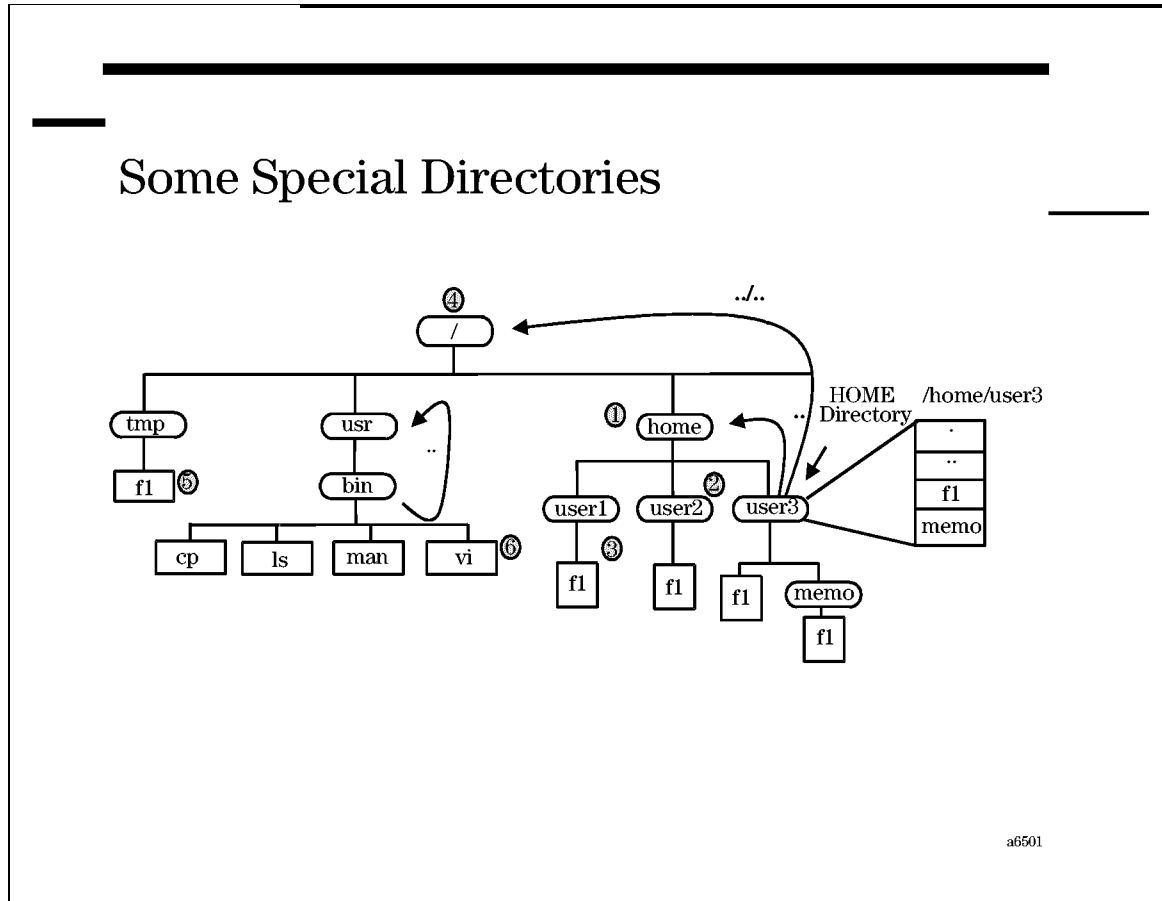 Some Special Directories
../..
4
/
HOME Directory
/home/user3
tmp
usr
..
1
home
..
.
..
f1
memo
f1
5
bin
2
user1
user2
user3
cp
ls
man
vi
6
3
f1
f1
f1
memo
f1
a6501